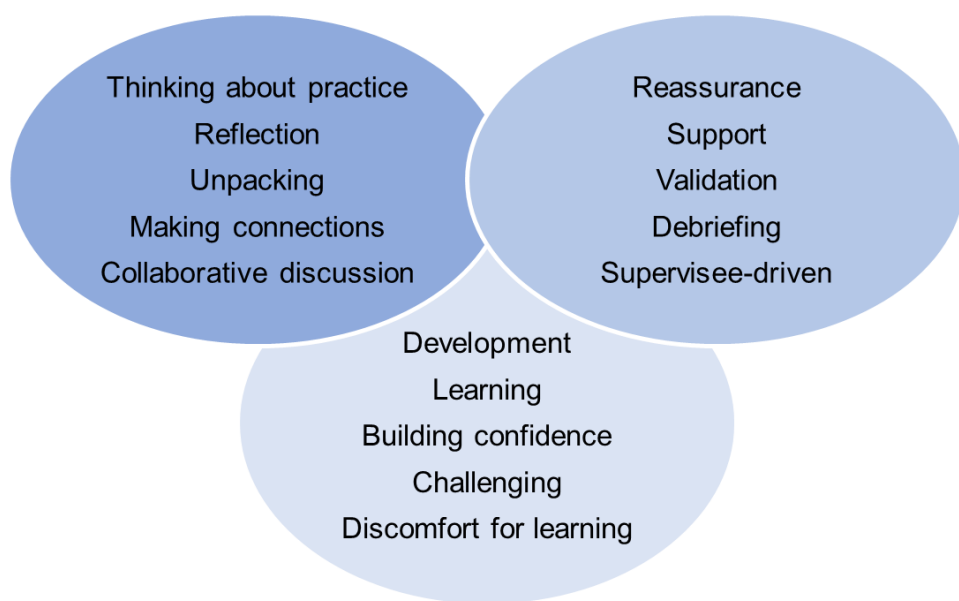 Thinking about practice
Reflection
Unpacking
Making connections
Collaborative discussion
Reassurance
Support
Validation
Debriefing
Supervisee-driven
Development
Learning
Building confidence
Challenging
Discomfort for learning